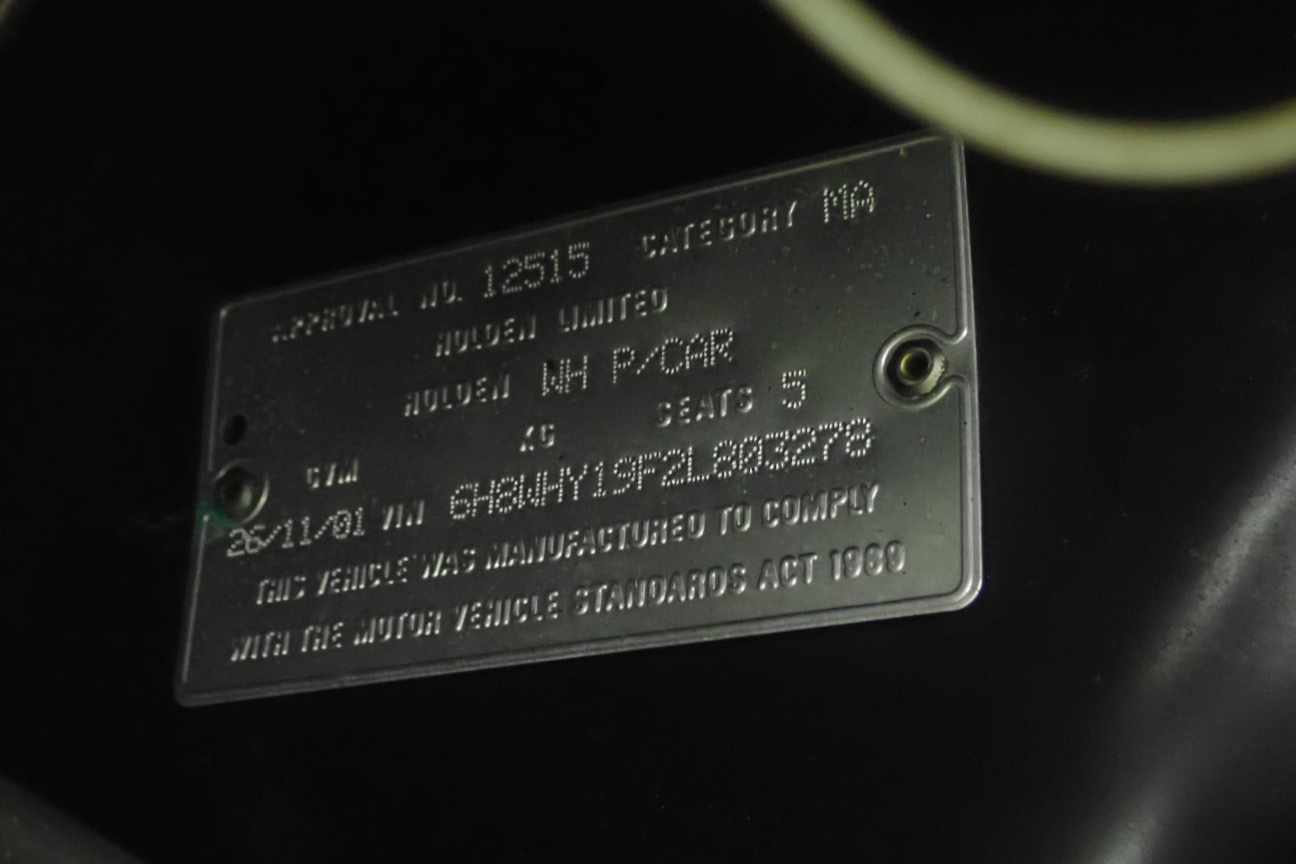 APPROVAL NO. 12515 CATEGORY MA
HOLDEN LIMITED
HOLDEN WH P/CAR
GVM KG SEATS 5
26/11/01 VIN 6H8WHY19F2L803278
THIS VEHICLE WAS MANUFACTURED TO COMPLY
WITH THE MOTOR VEHICLE STANDARDS ACT 1989